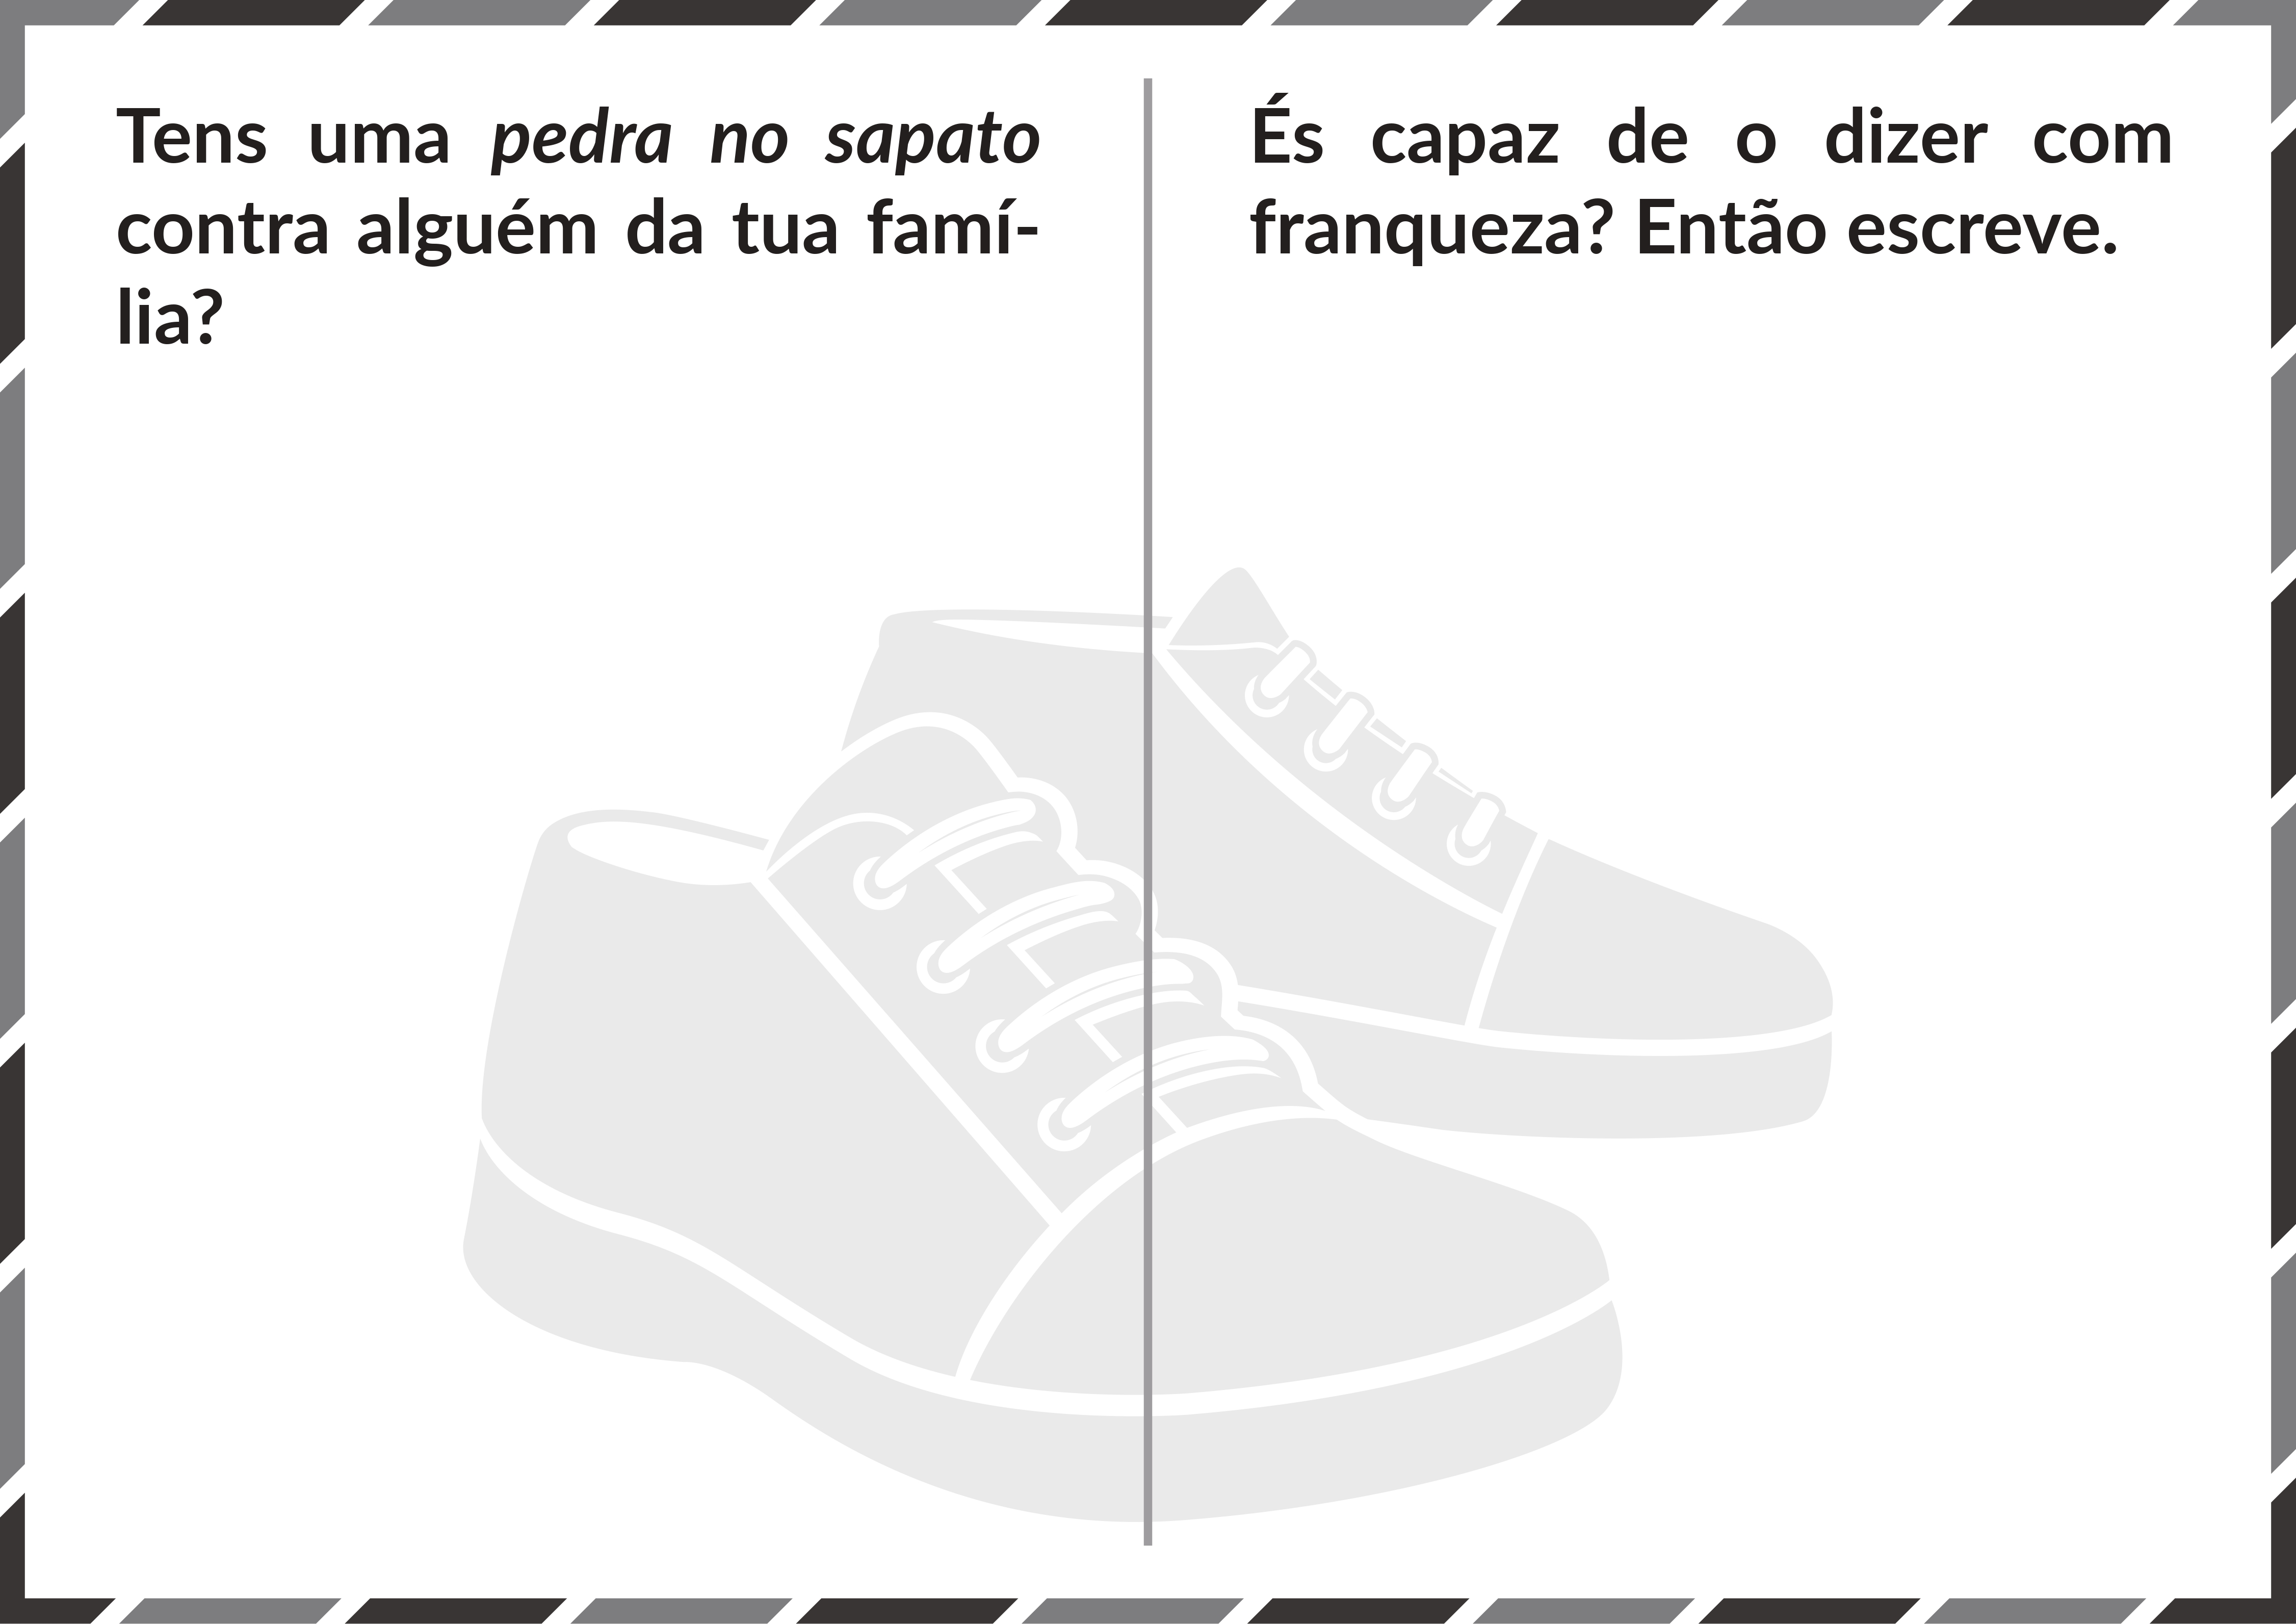 Tens uma pedra no sapato
contra alguém da tua famí-
lia?
És capaz de o dizer com
franqueza? Então escreve.